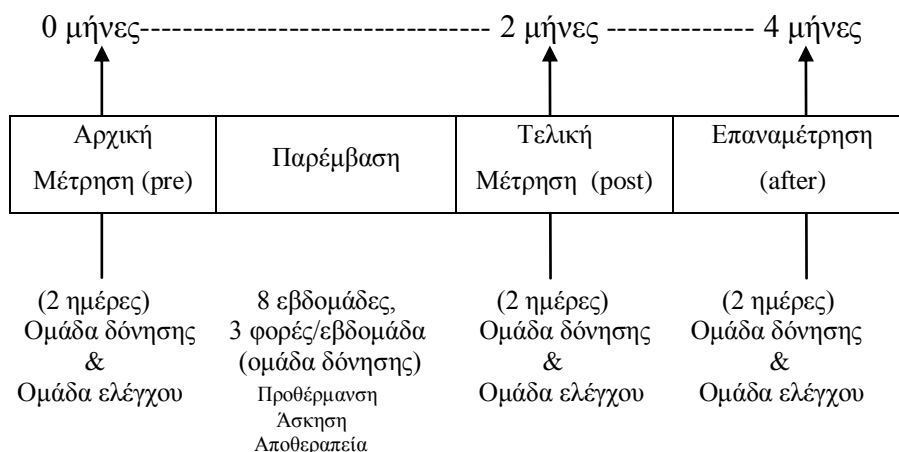 0 μήνες-------------------------------- 2 μήνες ------------- 4 μήνες
Αρχική
Μέτρηση (pre)
Παρέμβαση
Τελική
Μέτρηση (post)
Επαναμέτρηση
(after)
(2 ημέρες)
Ομάδα δόνησης
&
Ομάδα ελέγχου
8 εβδομάδες,
3 φορές/εβδομάδα
(ομάδα δόνησης)
Προθέρμανση
Άσκηση
Αποθεραπεία
(2 ημέρες)
Ομάδα δόνησης
&
Ομάδα ελέγχου
(2 ημέρες)
Ομάδα δόνησης
&
Ομάδα ελέγχου